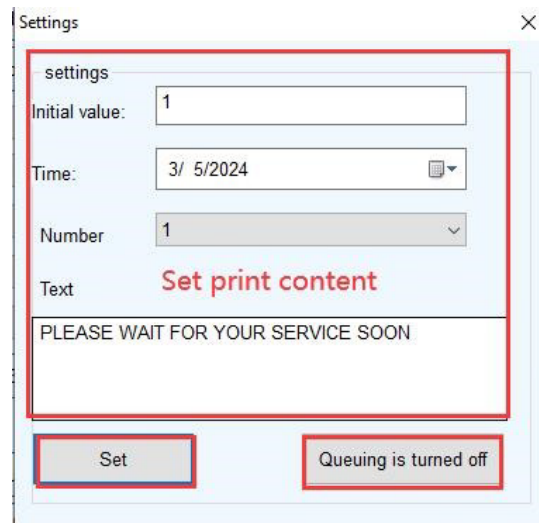 Settings
settings
Initial value: 1
Time: 3/ 5/2024
Number 1
Text Set print content
PLEASE WAIT FOR YOUR SERVICE SOON
Set Queuing is turned off